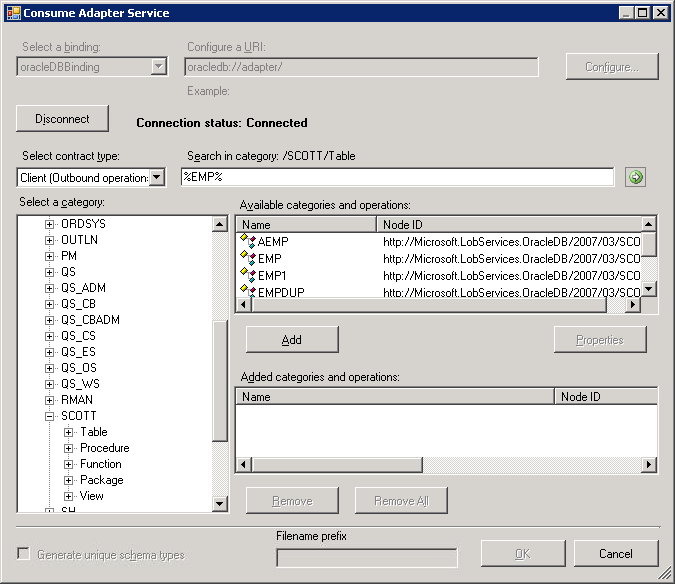 Consume Adapter Service
Select a binding:
Configure a URI:
oracleDBBinding
oracledb://adapter/
Configure...
Example:
Disconnect
Connection status: Connected
Select contract type:
Search in category: /SCOTT/Table
Client (Outbound operation:
%EMP%
Select a category:
Available categories and operations:
ORDSYS
OUTLN
PM
QS
QS_ADM
QS_CB
QS_CBADM
QS_CS
QS_ES
QS_OS
QS_WS
RMAN
SCOTT
Table
Procedure
Function
Package
View
SH
Name Node ID
AEMP http://Microsoft.LobServices.OracleDB/2007/03/SCO
EMP http://Microsoft.LobServices.OracleDB/2007/03/SCO
EMP1 http://Microsoft.LobServices.OracleDB/2007/03/SCO
EMPDUP http://Microsoft.LobServices.OracleDB/2007/03/SCO
Add
Properties
Added categories and operations:
Name Node ID
Remove
Remove All
Generate unique schema types
Filename prefix
OK
Cancel